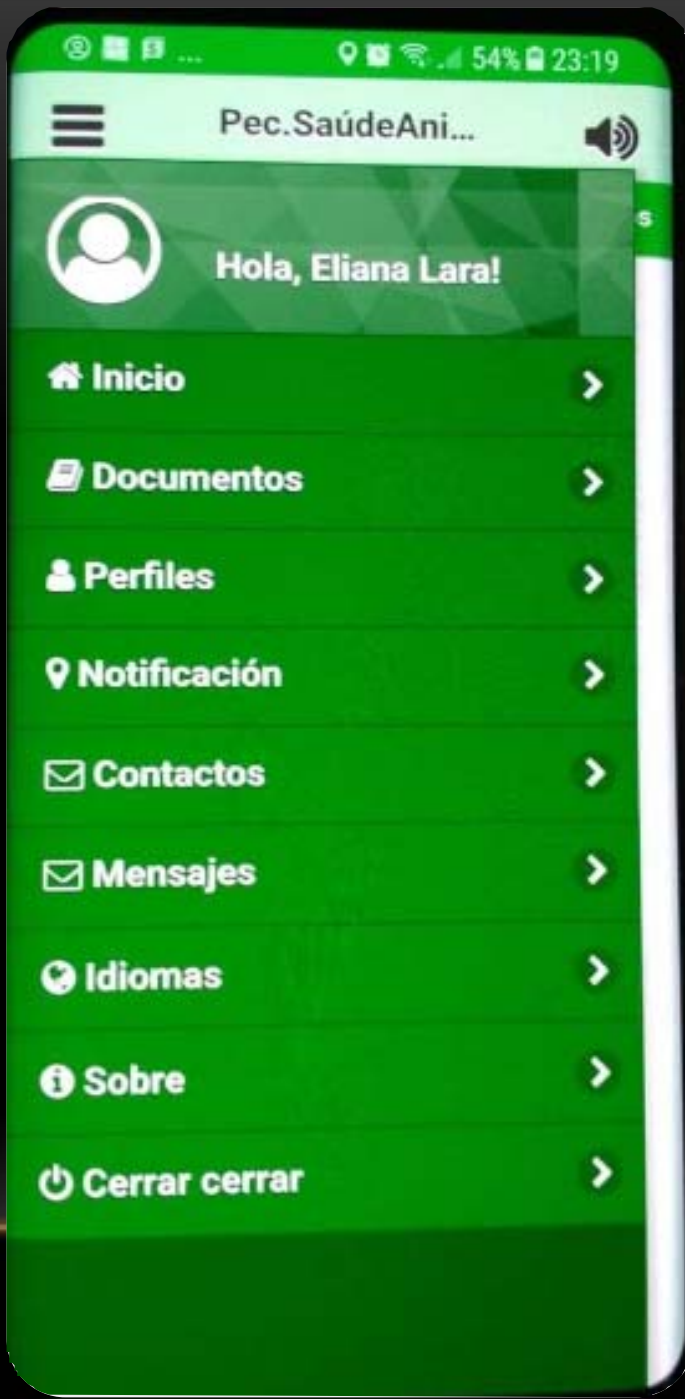 ... 54% 23:19
Pec.SaúdeAni...
s
Hola, Eliana Lara!
Inicio
Documentos
Perfiles
Notificación
Contactos
Mensajes
Idiomas
Sobre
Cerrar cerrar